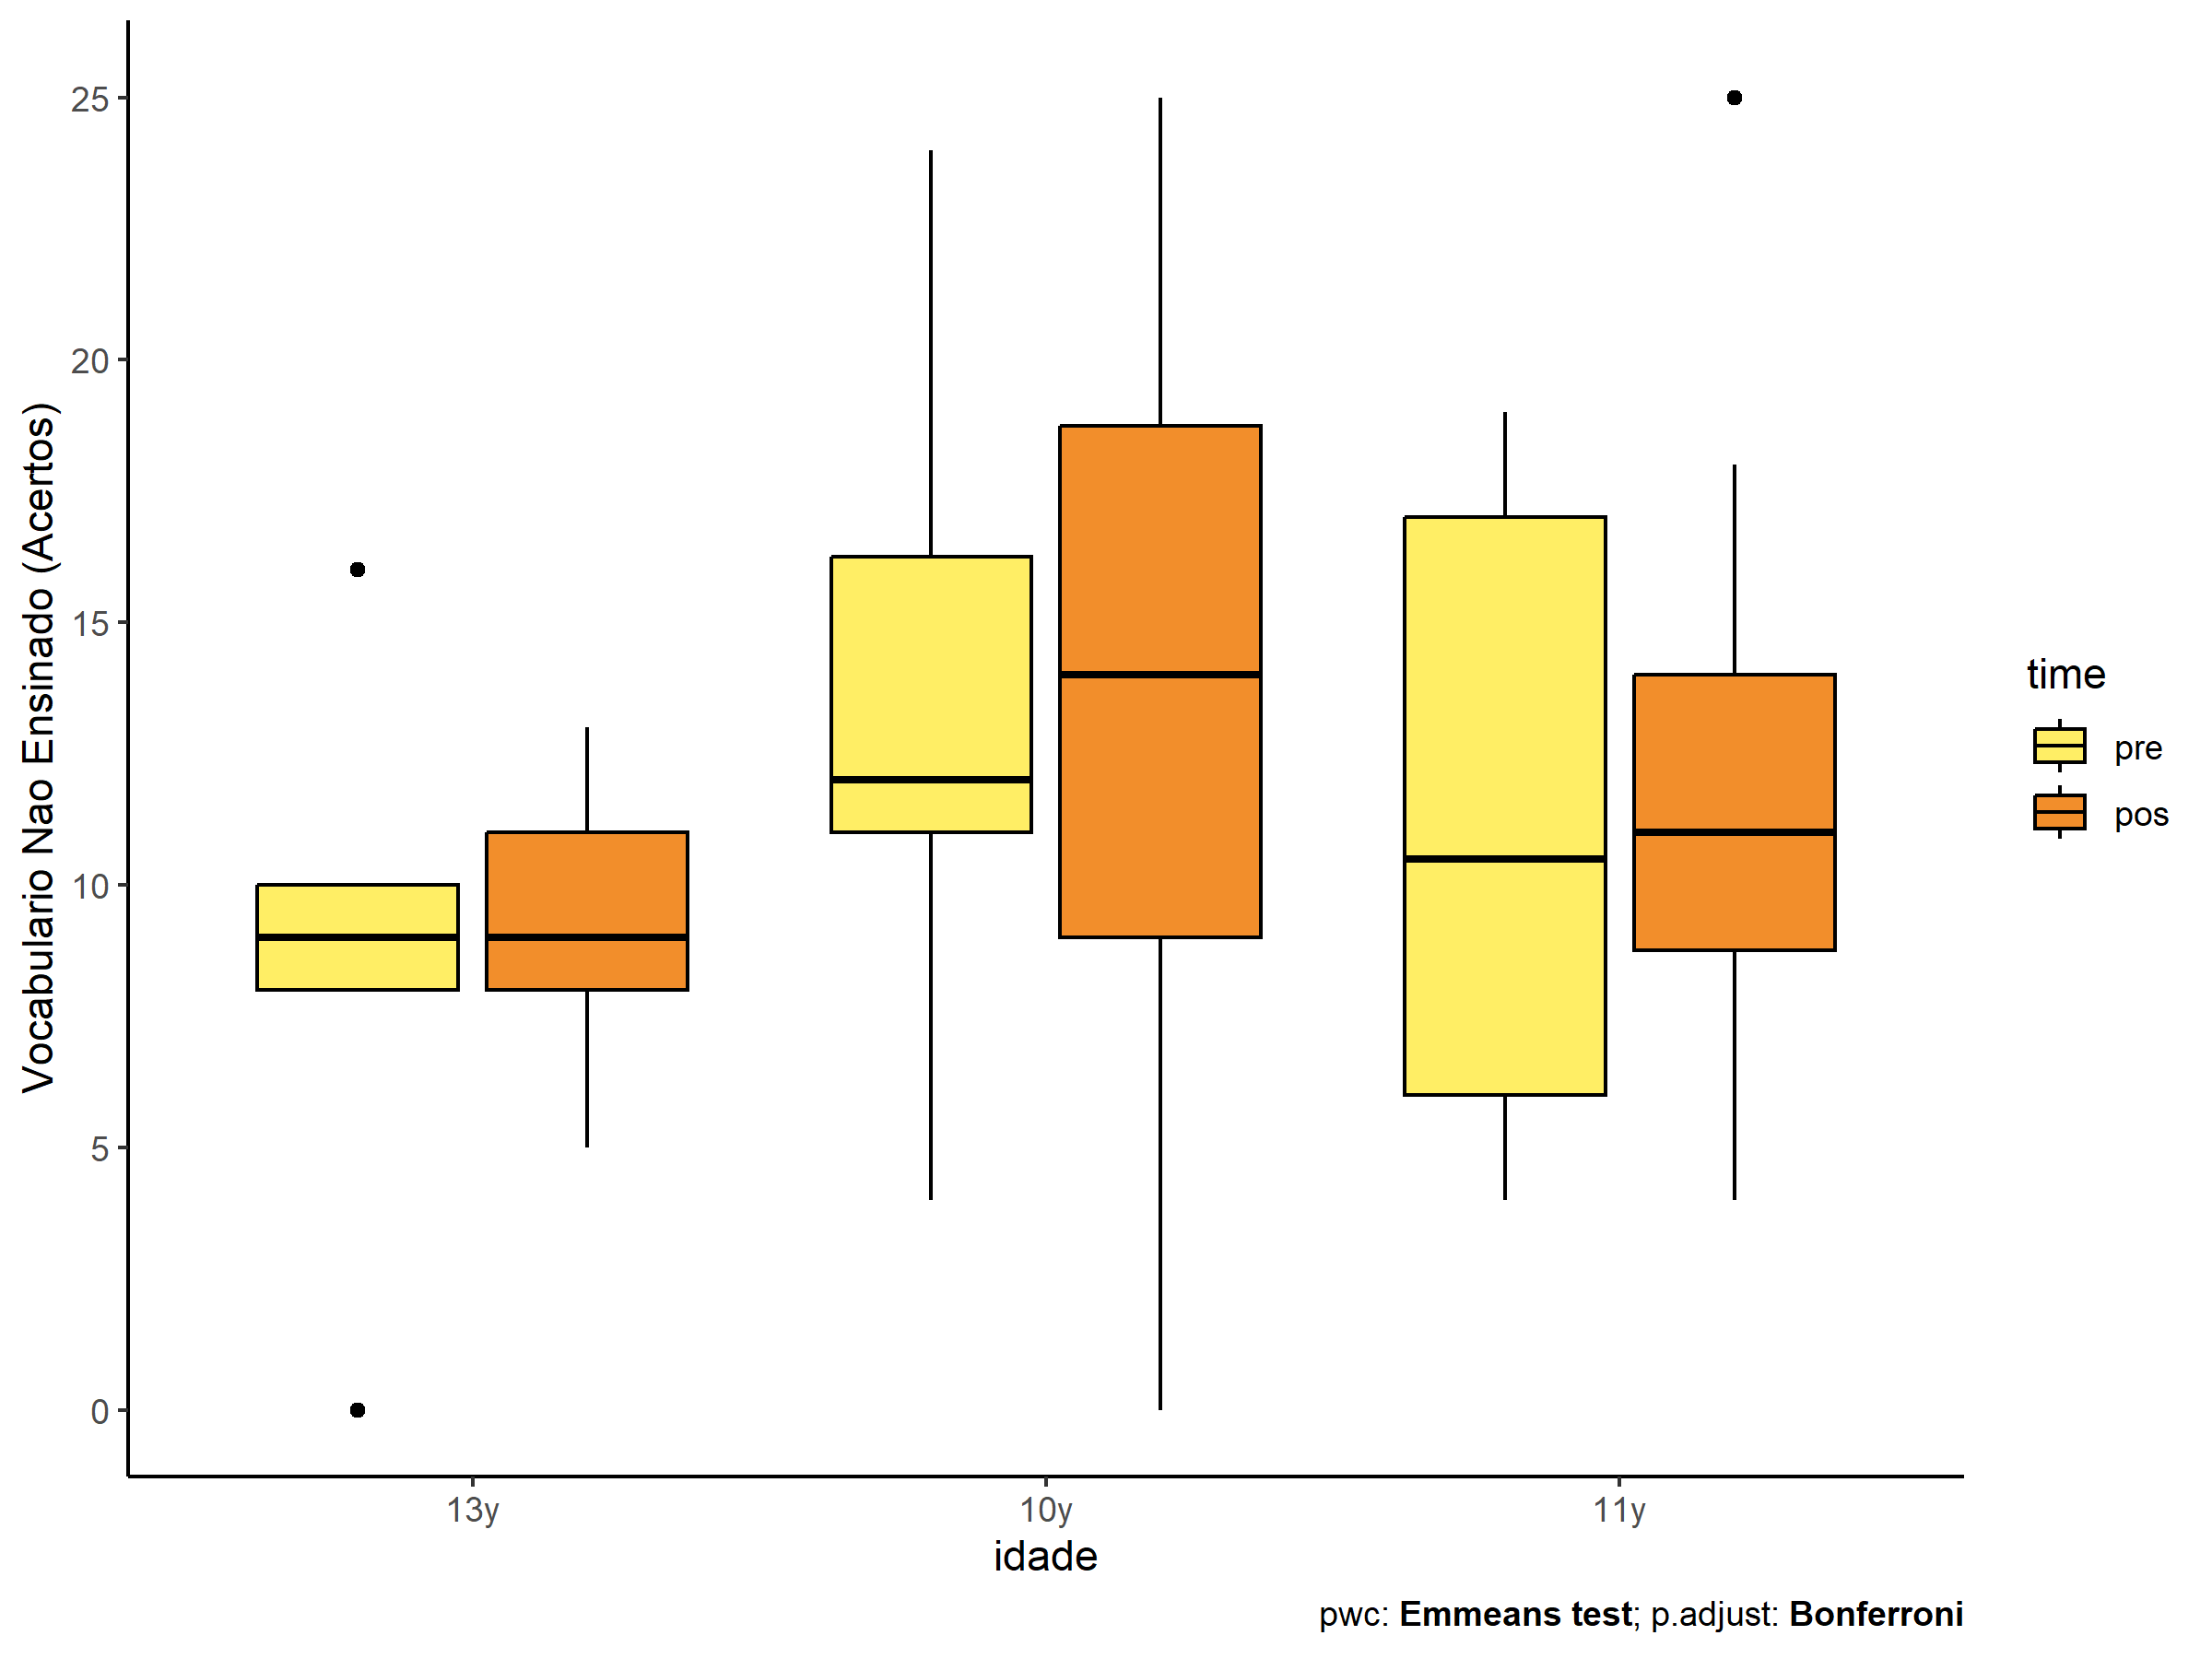 Vocabulario Nao Ensinado (Acertos)
25
20
15
10
5
0
13y
10y
11y
idade
time
pre
pos
pwc: Emmeans test; p.adjust: Bonferroni